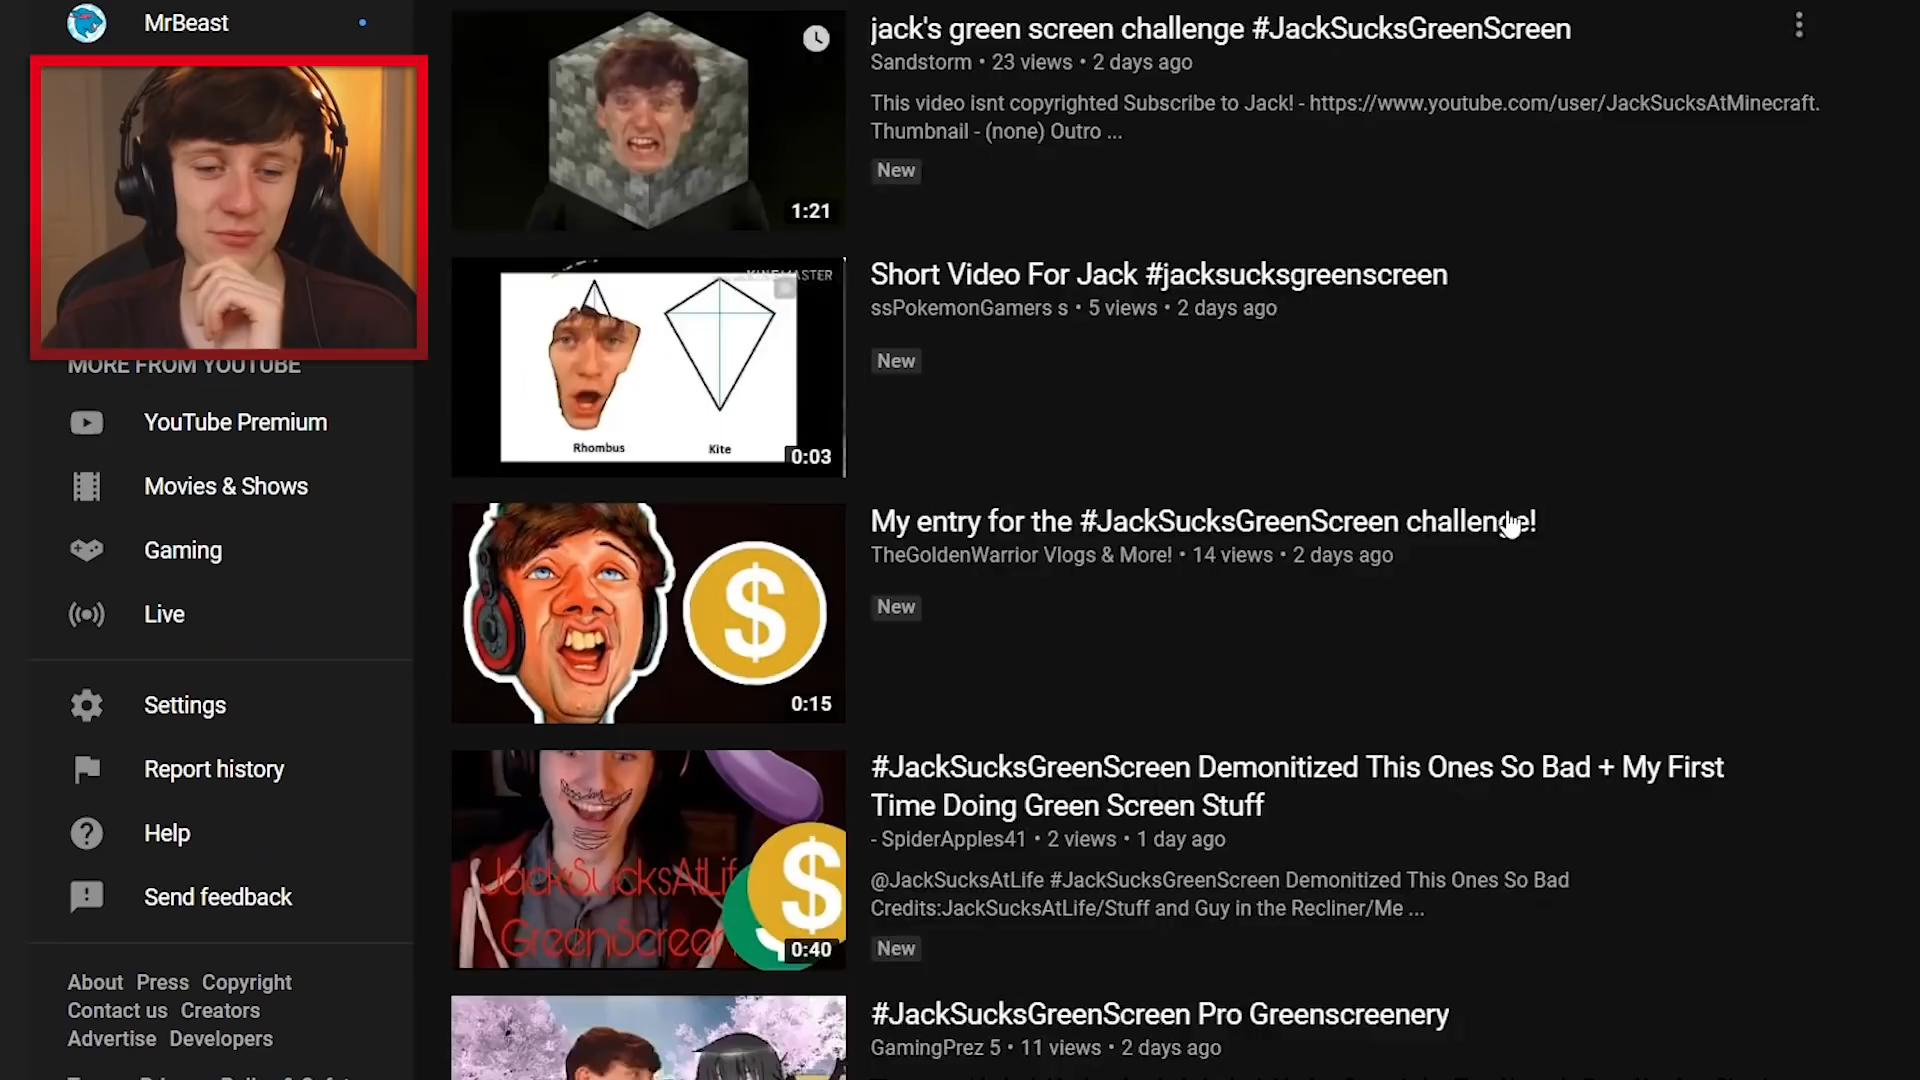 MrBeast
MORE FROM YOUTUBE
YouTube Premium
Movies & Shows
Gaming
Live
Settings
Report history
Help
Send feedback
About Press Copyright
Contact us Creators
Advertise Developers
jack's green screen challenge #JackSucksGreenScreen
Sandstorm • 23 views • 2 days ago
This video isnt copyrighted Subscribe to Jack! - https://www.youtube.com/user/JackSucksAtMinecraft.
Thumbnail - (none) Outro ...
New
1:21
KINEMASTER
Rhombus
Kite
0:03
Short Video For Jack #jacksucksgreenscreen
ssPokemonGamers s • 5 views • 2 days ago
New
$
0:15
My entry for the #JackSucksGreenScreen challenge!
TheGoldenWarrior Vlogs & More! • 14 views • 2 days ago
New
JackSucksAtLif
GreenScreen
$
0:40
#JackSucksGreenScreen Demonitized This Ones So Bad + My First
Time Doing Green Screen Stuff
- SpiderApples41 • 2 views • 1 day ago
@JackSucksAtLife #JackSucksGreenScreen Demonitized This Ones So Bad
Credits:JackSucksAtLife/Stuff and Guy in the Recliner/Me ...
New
#JackSucksGreenScreen Pro Greenscreenery
GamingPrez 5 • 11 views • 2 days ago